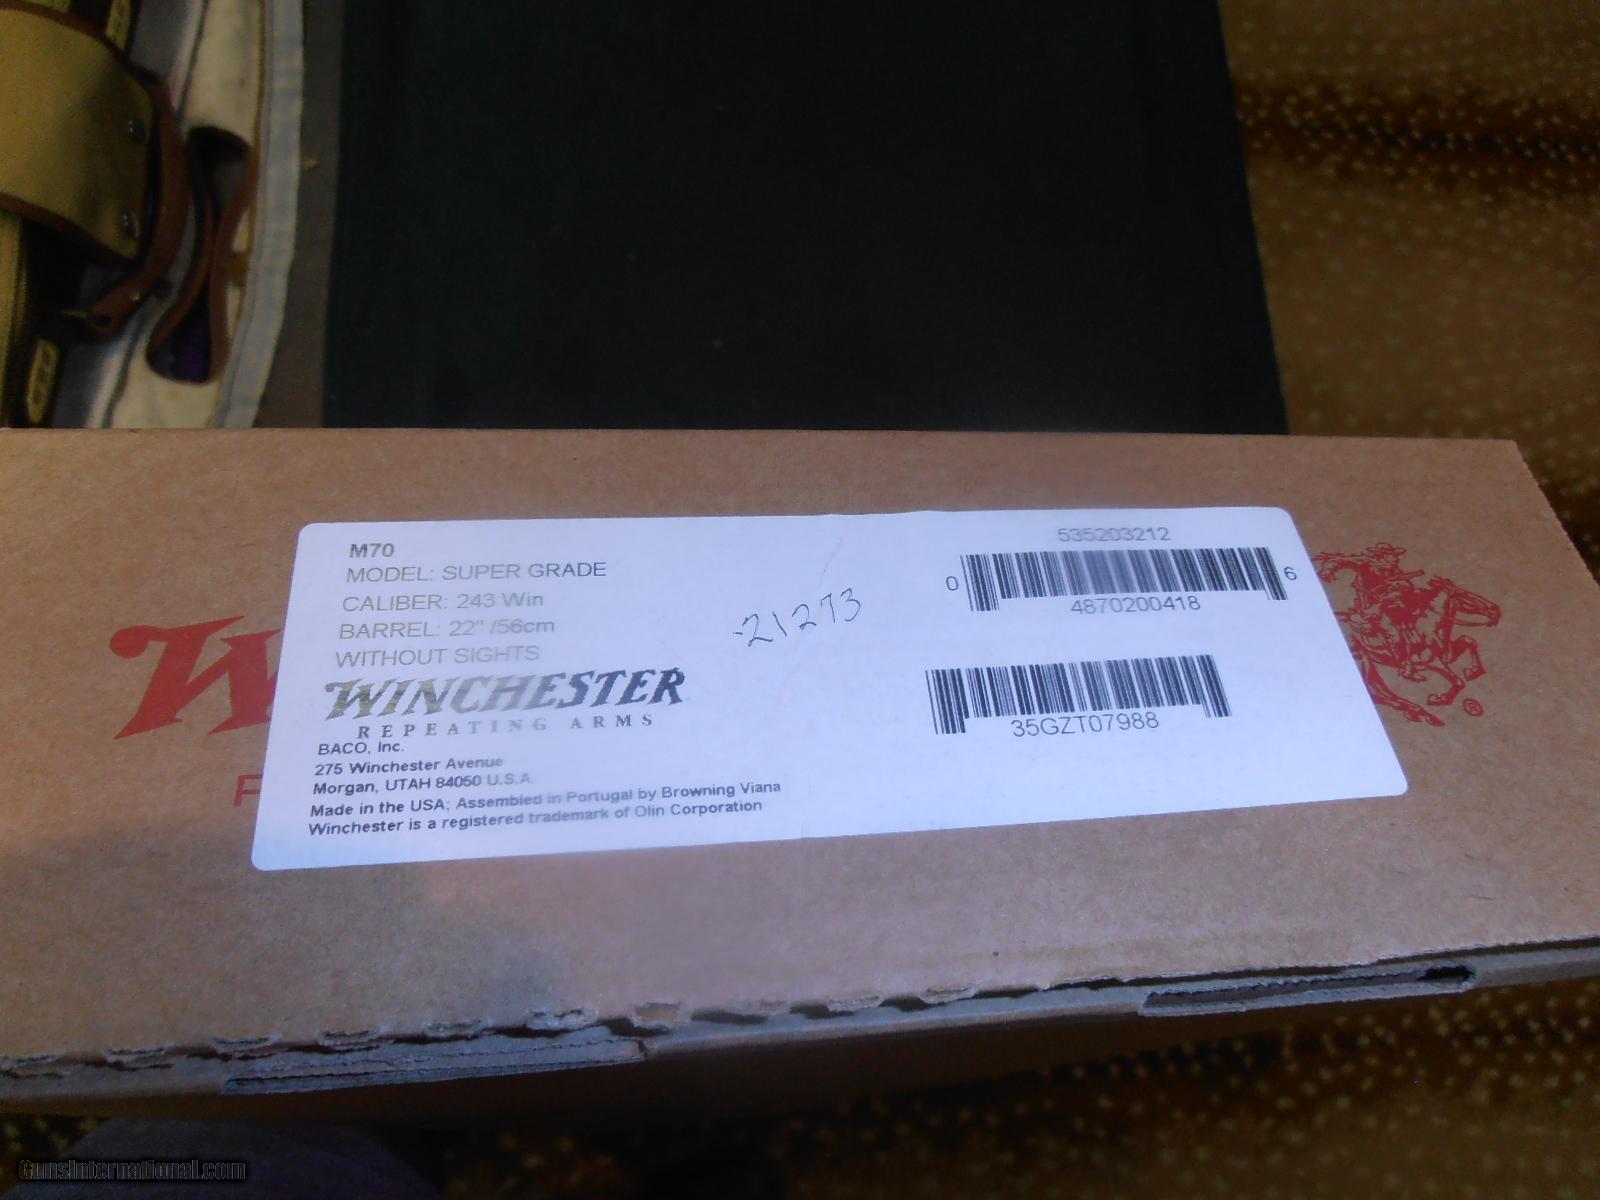 M70
MODEL: SUPER GRADE
CALIBER: 243 Win
BARREL: 22" /56cm
WITHOUT SIGHTS
WINCHESTER
REPEATING ARMS
BACO, Inc.
275 Winchester Avenue
Morgan, UTAH 84050 U.S.A.
Made in the USA; Assembled in Portugal by Browning Viana
Winchester is a registered trademark of Olin Corporation
-21273
535203212
0 4870200418 6
35GZT07988
W
®
GunsInternational.com